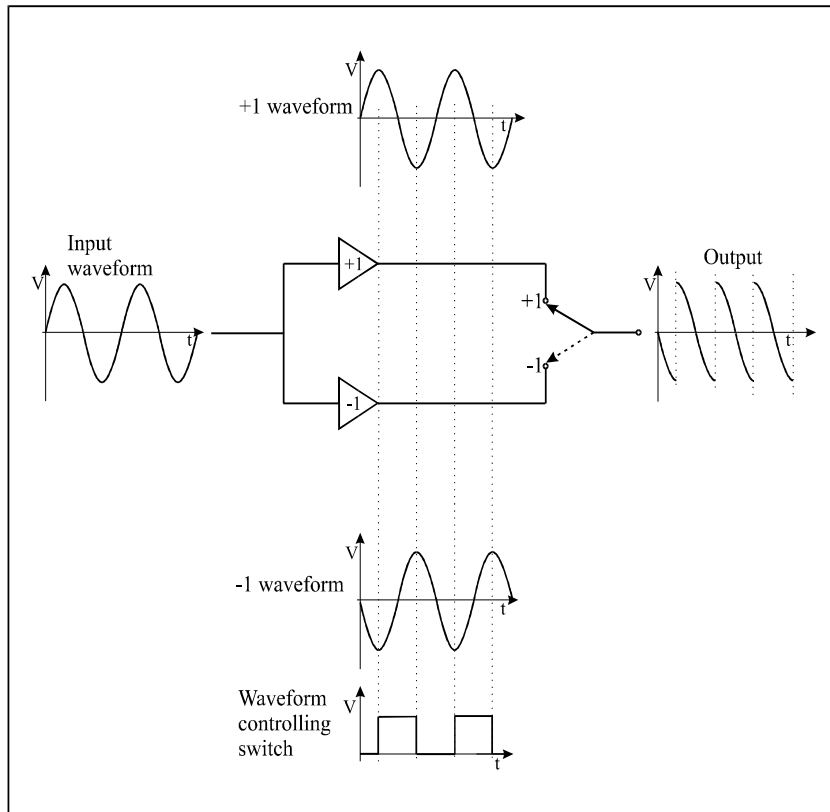 V
+1 waveform
t
Input
waveform
V
t
+1
+1
-1
-1
Output
V
t
V
-1 waveform
t
Waveform
controlling
switch
V
t